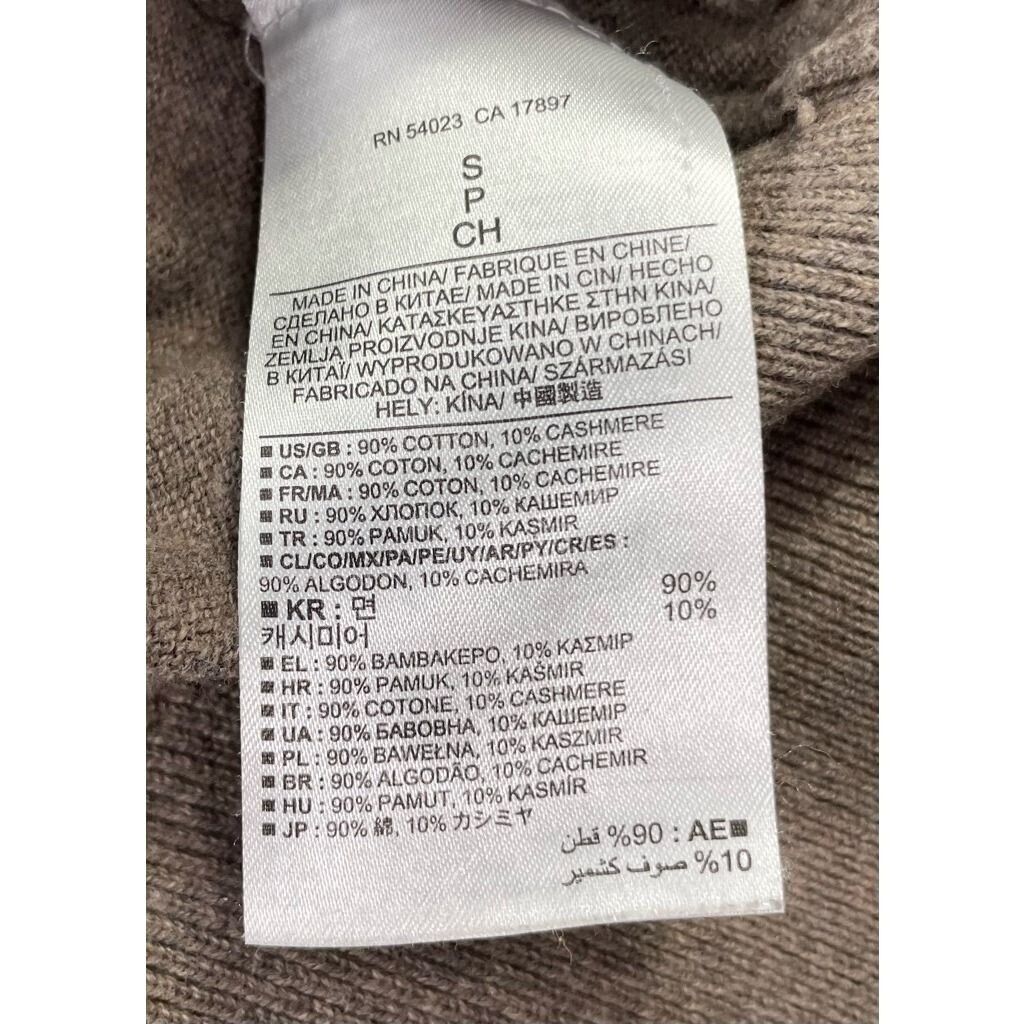 RN 54023 CA 17897
S
P
CH
MADE IN CHINA/ FABRIQUE EN CHINE/
СДЕЛАНО В КИТАЕ/ MADE IN CIN/ HECHO
EN CHINA/ ΚΑΤΑΣΚΕΥΑΣΤΗΚΕ ΣΤΗΝ ΚΙΝΑ/
ZEMLJA PROIZVODNJE KINA/ ВИРОБЛЕНО
В КИТАЇ/ WYPRODUKOWANO W CHINACH/
FABRICADO NA CHINA/ SZÁRMAZÁSI
HELY: KÍNA/ 中國製造
US/GB : 90% COTTON, 10% CASHMERE
CA : 90% COTON, 10% CACHEMIRE
FR/MA : 90% COTON, 10% CACHEMIRE
RU : 90% ХЛОПОК, 10% КАШЕМИР
TR : 90% PAMUK, 10% KAŞMIR
CL/CO/MX/PA/PE/UY/AR/PY/CR/ES :
90% ALGODON, 10% CACHEMIRA
KR : 면 90%
캐시미어 10%
EL : 90% ΒΑΜΒΑΚΕΡΟ, 10% ΚΑΣΜΙΡ
HR : 90% PAMUK, 10% KAŠMIR
IT : 90% COTONE, 10% CASHMERE
UA : 90% БАВОВНА, 10% КАШЕМІР
PL : 90% BAWEŁNA, 10% KASZMIR
BR : 90% ALGODÃO, 10% CACHEMIR
HU : 90% PAMUT, 10% KASMÍR
JP : 90% 綿, 10% カシミヤ
AE : 90% قطن
10% صوف كشمير